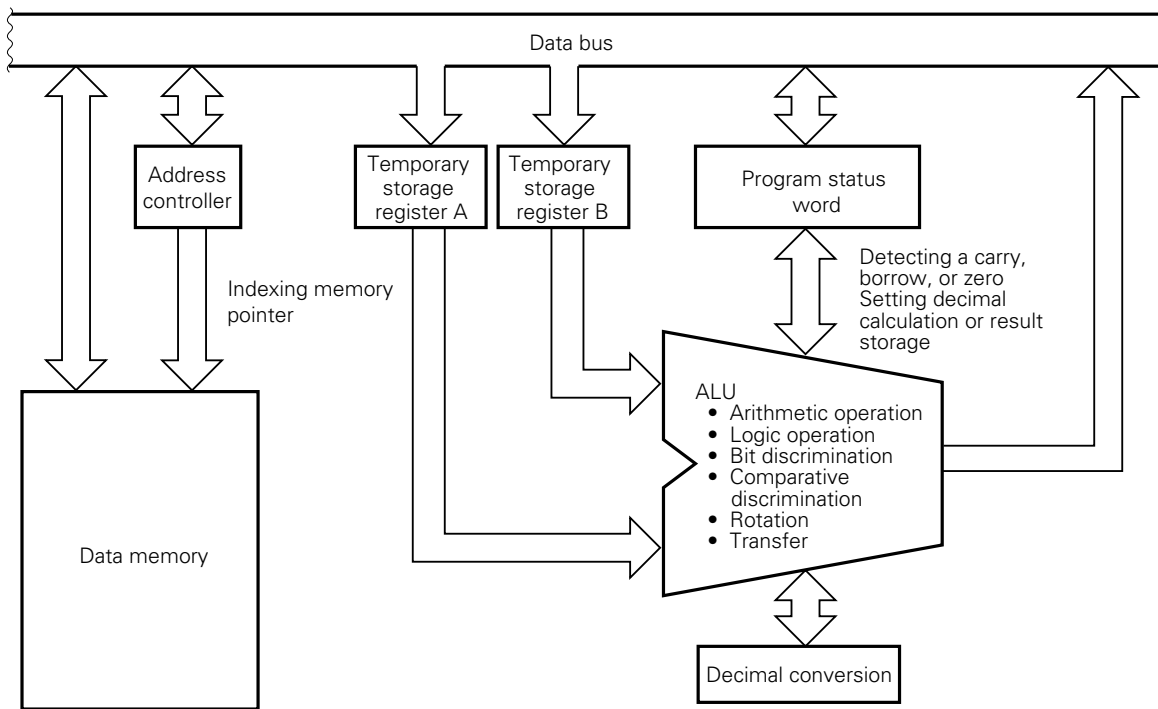 Data bus
Address
controller
Temporary
storage
register A
Temporary
storage
register B
Program status
word
Indexing memory
pointer
Detecting a carry,
borrow, or zero
Setting decimal
calculation or result
storage
ALU
• Arithmetic operation
• Logic operation
• Bit discrimination
• Comparative
discrimination
• Rotation
• Transfer
Data memory
Decimal conversion